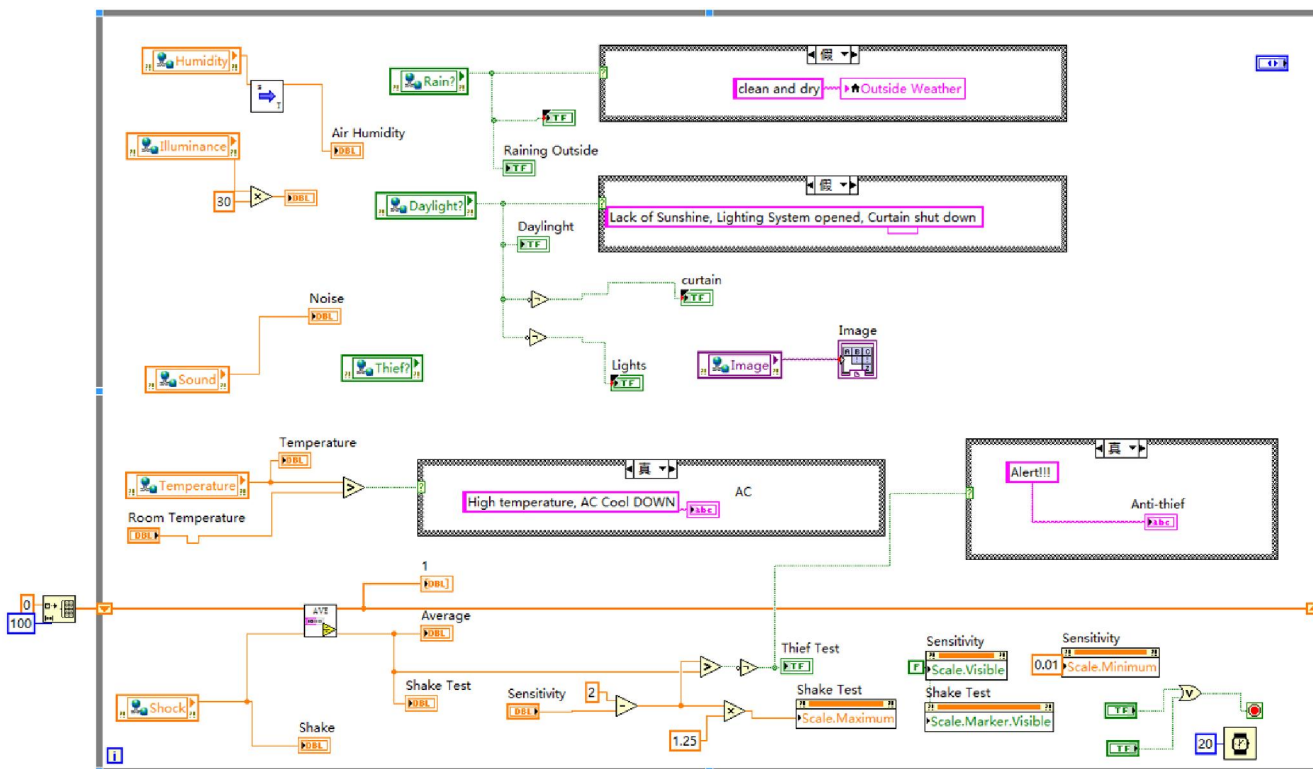 Humidity
Rain?
假
clean and dry
Outside Weather
s
T
TF
Air Humidity
DBL
Raining Outside
TF
Illuminance
30
DBL
Daylight?
假
Lack of Sunshine, Lighting System opened, Curtain shut down
Daylinght
TF
curtain
TF
Noise
DBL
Image
Image
Thief?
Sound
Lights
TF
Temperature
DBL
Temperature
真
High temperature, AC Cool DOWN
abc
AC
Room Temperature
DBL
真
Alert!!!
Anti-thief
abc
1
DBL
0
100
AVE
Average
DBL
Thief Test
TF
Sensitivity
Scale.Visible
F
Sensitivity
0.01
Scale.Minimum
Shake Test
DBL
Sensitivity
DBL
2
1.25
Shake Test
Scale.Maximum
Shake Test
Scale.Marker.Visible
Shock
Shake
DBL
TF
TF
V
20
i